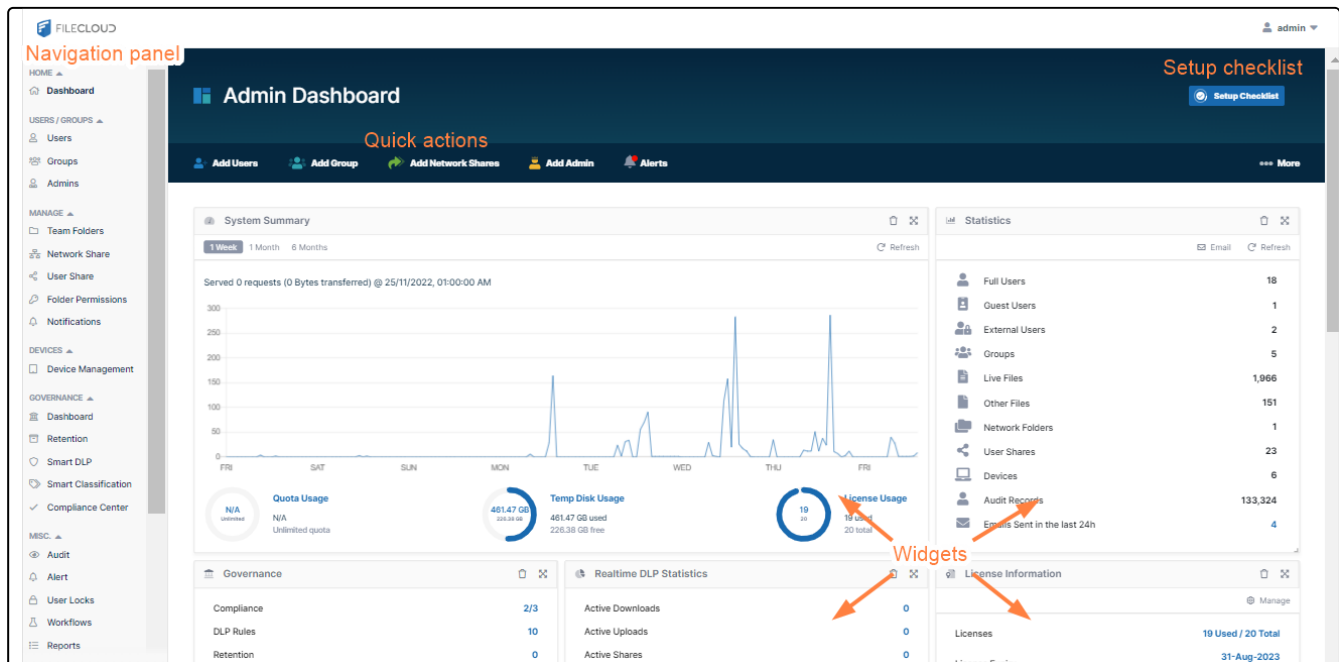 FILECLOUD
admin
Navigation panel
HOME
Dashboard
USERS / GROUPS
Users
Groups
Admins
MANAGE
Team Folders
Network Share
User Share
Folder Permissions
Notifications
DEVICES
Device Management
GOVERNANCE
Dashboard
Retention
Smart DLP
Smart Classification
Compliance Center
MISC.
Audit
Alert
User Locks
Workflows
Reports
Admin Dashboard
Setup checklist
Setup Checklist
Quick actions
Add Users
Add Group
Add Network Shares
Add Admin
Alerts
More
System Summary
1 Week 1 Month 6 Months
Refresh
Served 0 requests (0 Bytes transferred) @ 25/11/2022, 01:00:00 AM
300
250
200
150
100
50
0
FRI SAT SUN MON TUE WED THU FRI
N/A
Unlimited
Quota Usage
N/A
Unlimited quota
461.47 GB
226.38 GB
Temp Disk Usage
461.47 GB used
226.38 GB free
19
20
License Usage
19 used
20 total
Statistics
Email Refresh
Full Users 18
Guest Users 1
External Users 2
Groups 5
Live Files 1,966
Other Files 151
Network Folders 1
User Shares 23
Devices 6
Audit Records 133,324
Emails Sent in the last 24h 4
Widgets
Governance
Compliance 2/3
DLP Rules 10
Retention 0
Realtime DLP Statistics
Active Downloads 0
Active Uploads 0
Active Shares 0
License Information
Manage
Licenses 19 Used / 20 Total
31-Aug-2023